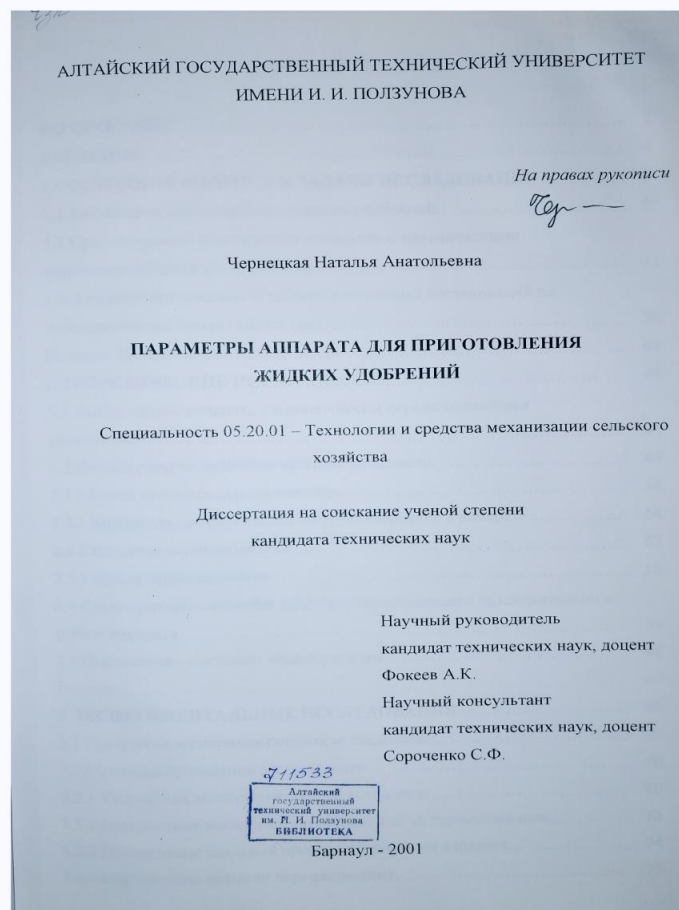 АЛТАЙСКИЙ ГОСУДАРСТВЕННЫЙ ТЕХНИЧЕСКИЙ УНИВЕРСИТЕТ
ИМЕНИ И. И. ПОЛЗУНОВА
На правах рукописи
Чернецкая Наталья Анатольевна
ПАРАМЕТРЫ АППАРАТА ДЛЯ ПРИГОТОВЛЕНИЯ
ЖИДКИХ УДОБРЕНИЙ
Специальность 05.20.01 – Технологии и средства механизации сельского
хозяйства
Диссертация на соискание ученой степени
кандидата технических наук
Научный руководитель
кандидат технических наук, доцент
Фокеев А.К.
Научный консультант
кандидат технических наук, доцент
Сороченко С.Ф.
711533
Алтайский
государственный
технический университет
им. И. И. Ползунова
БИБЛИОТЕКА
Барнаул - 2001